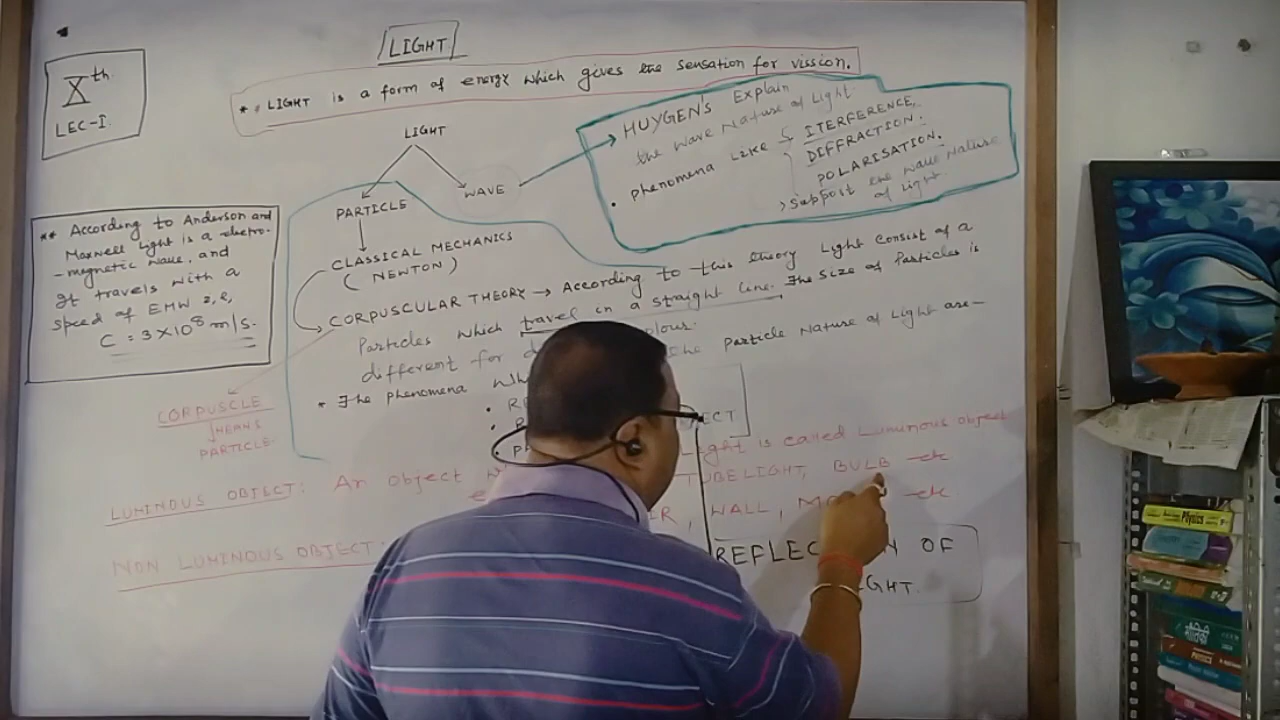 LIGHT
Xth
LEC-I.
** LIGHT is a form of energy which gives the sensation for vission.
LIGHT
PARTICLE
WAVE
HUYGEN'S Explain
the wave Nature of Light.
• phenomena LIKE ITERFERENCE,
DIFFRACTION.
POLARISATION.
Support the wave Nature
of Light.
** According to Anderson and
Maxwell Light is a electro-
-magnetic wave, and
It travels with a
speed of EMW
C = 3×10⁸ m/s.
CLASSICAL MECHANICS
(NEWTON)
CORPUSCULAR THEORY → According to this theory Light consist of a
Particles which travel in a straight line. The size of Particles is
different for colour.
* The phenomena particle Nature of Light are-
CORPUSCLE
MEANS
PARTICLE.
LUMINOUS OBJECT: An Object Light is called Luminous object
TUBELIGHT, BULB etc
NON LUMINOUS OBJECT: WALL, etc
REFLEC OF
GHT.
Physics
PHYSICS